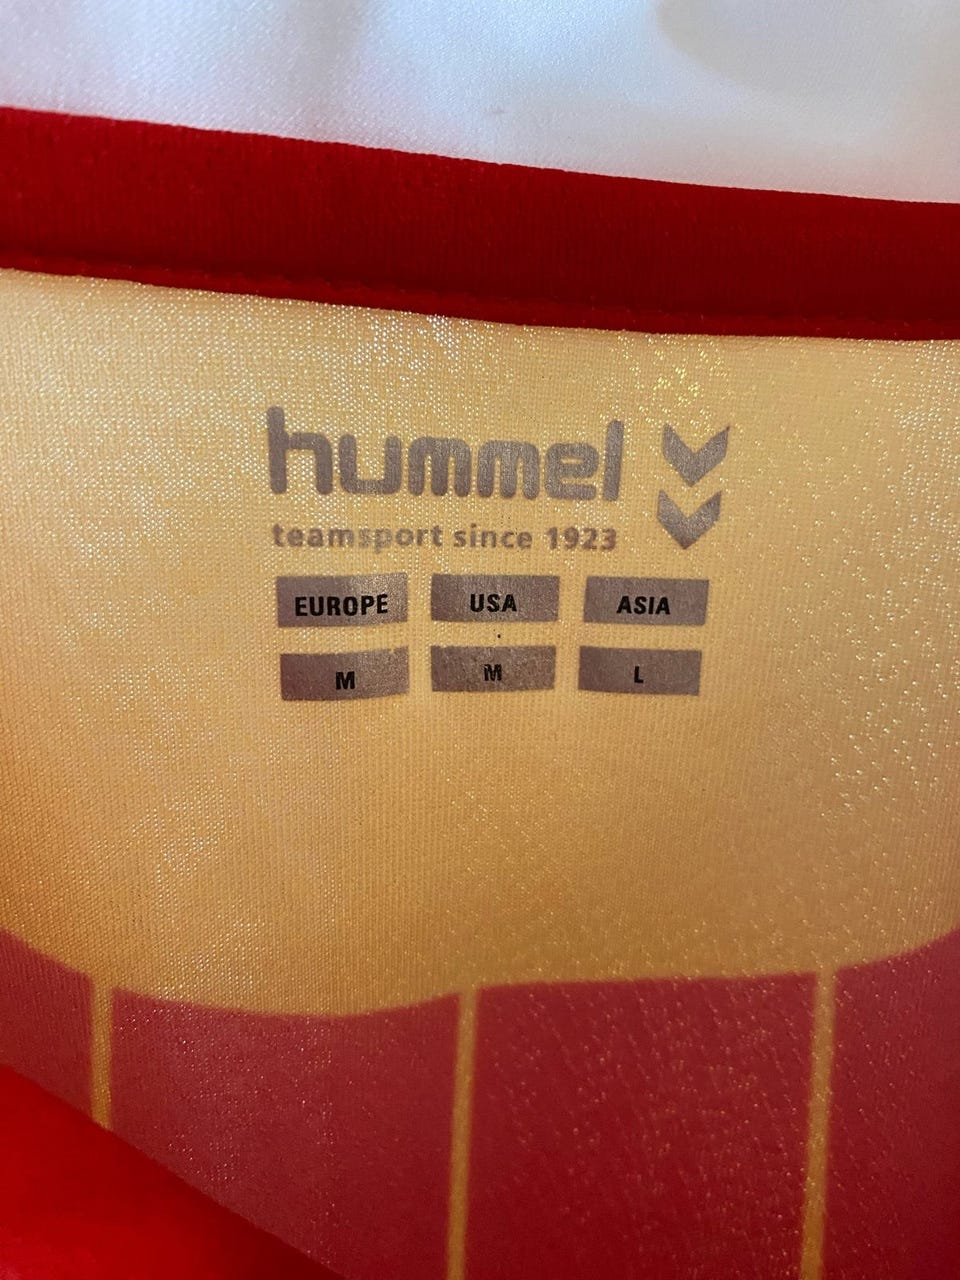 hummel
teamsport since 1923
EUROPE USA ASIA
M M L